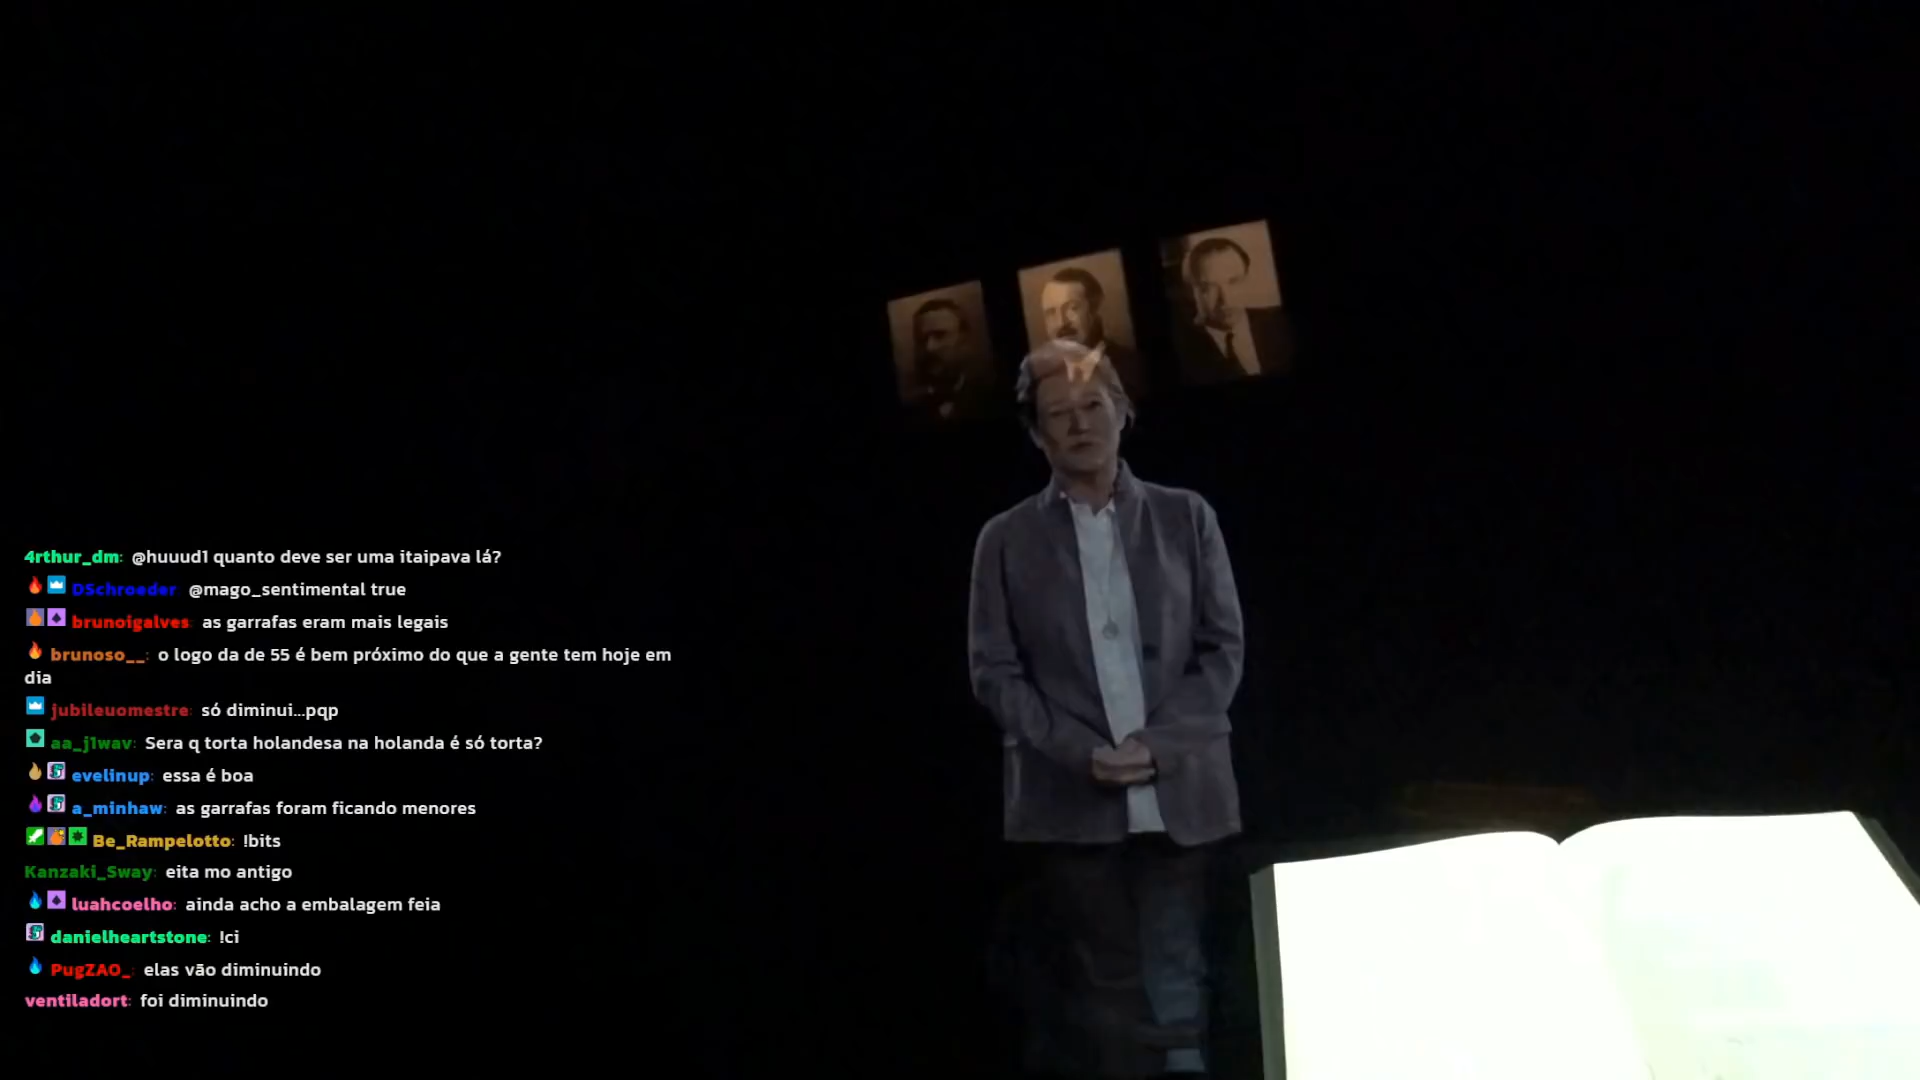 4rthur_dm: @huuud1 quanto deve ser uma itaipava lá?
DSchroeder @mago_sentimental true
brunoigalves: as garrafas eram mais legais
brunoso__: o logo da de 55 é bem próximo do que a gente tem hoje em
dia
jubileuomestre: só diminui...pqp
aa_j1wav: Sera q torta holandesa na holanda é só torta?
evelinup: essa é boa
a_minhaw: as garrafas foram ficando menores
Be_Rampelotto: !bits
Kanzaki_Sway: eita mo antigo
luahcoelho: ainda acho a embalagem feia
danielheartstone: !ci
PugZAO_: elas vão diminuindo
ventiladort: foi diminuindo